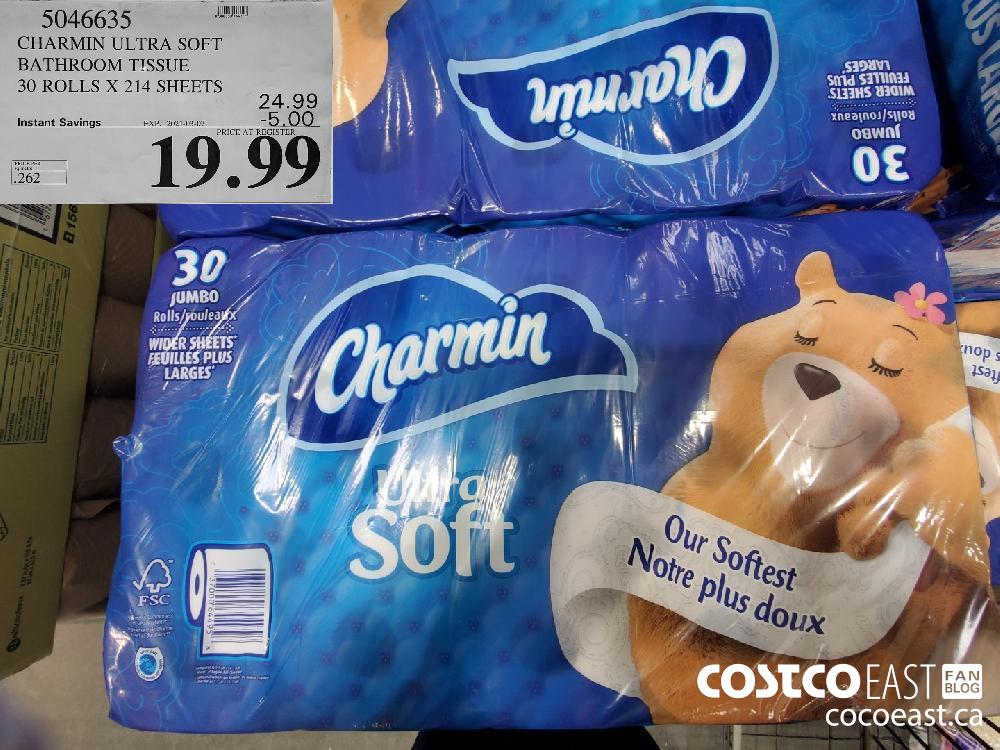 5046635
CHARMIN ULTRA SOFT
BATHROOM TISSUE
30 ROLLS X 214 SHEETS
24.99
Instant Savings
-5.00
PRICE AT REGISTER
19.99
PRICE PER
.262
Charmin
30
JUMBO
Rolls/rouleaux
WIDER SHEETS
FEUILLES PLUS
LARGES
30
JUMBO
Rolls/rouleaux
WIDER SHEETS
FEUILLES PLUS
LARGES
Charmin
Ultra
Soft
Our Softest
Notre plus doux
FSC
COSTCO EAST FAN BLOG
cocoeast.ca